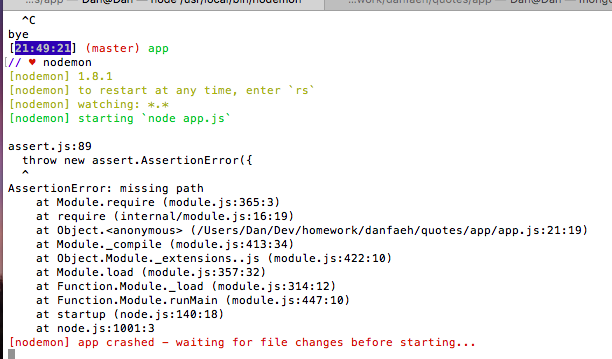 ...s/app — Dan@Dan — node /usr/local/bin/nodemon ...work/danfaeh/quotes/app — Dan@Dan — mong
^C
bye
[21:49:21] (master) app
// ♥ nodemon
[nodemon] 1.8.1
[nodemon] to restart at any time, enter `rs`
[nodemon] watching: *.*
[nodemon] starting `node app.js`
assert.js:89
throw new assert.AssertionError({
^
AssertionError: missing path
at Module.require (module.js:365:3)
at require (internal/module.js:16:19)
at Object.<anonymous> (/Users/Dan/Dev/homework/danfaeh/quotes/app/app.js:21:19)
at Module._compile (module.js:413:34)
at Object.Module._extensions..js (module.js:422:10)
at Module.load (module.js:357:32)
at Function.Module._load (module.js:314:12)
at Function.Module.runMain (module.js:447:10)
at startup (node.js:140:18)
at node.js:1001:3
[nodemon] app crashed - waiting for file changes before starting...